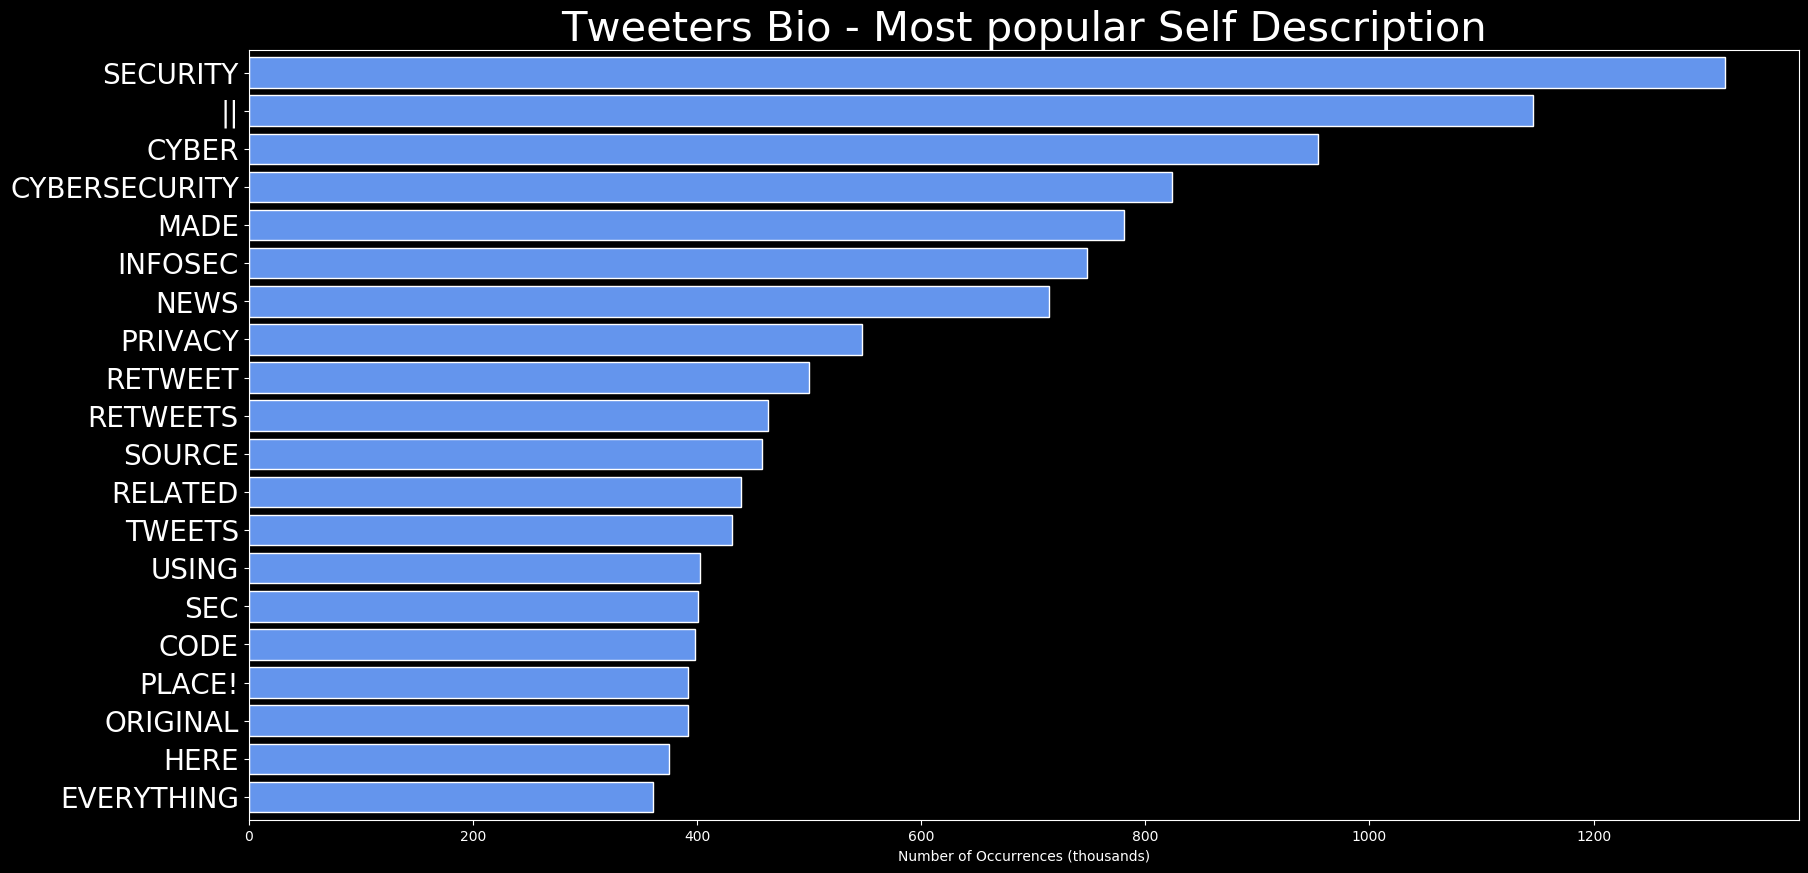 Tweeters Bio - Most popular Self Description
SECURITY
||
CYBER
CYBERSECURITY
MADE
INFOSEC
NEWS
PRIVACY
RETWEET
RETWEETS
SOURCE
RELATED
TWEETS
USING
SEC
CODE
PLACE!
ORIGINAL
HERE
EVERYTHING
0 200 400 600 800 1000 1200
Number of Occurrences (thousands)